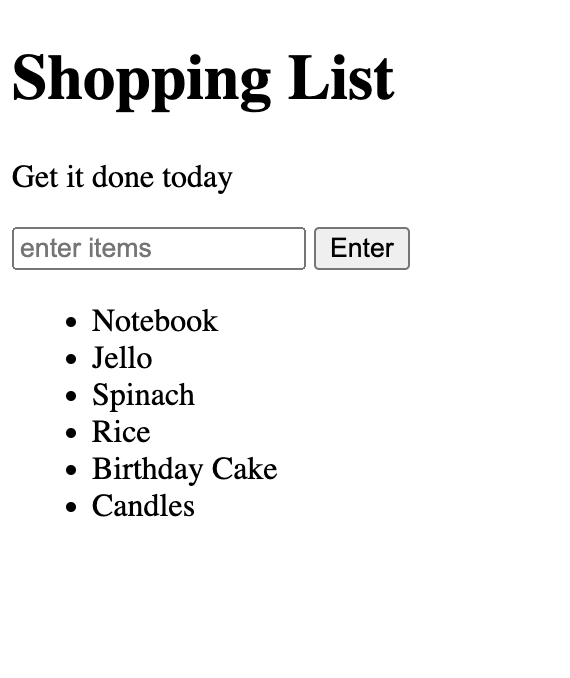 Shopping List
Get it done today
enter items Enter
Notebook
Jello
Spinach
Rice
Birthday Cake
Candles